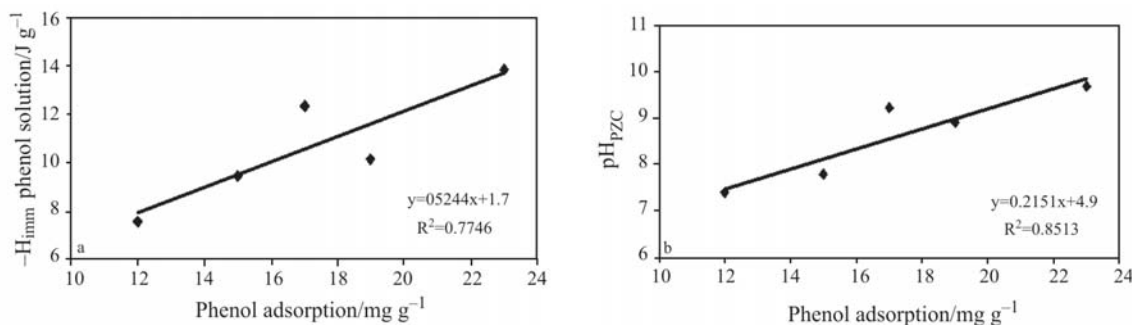 –H_imm phenol solution/J g⁻¹
16
14
12
10
8
6
a
y=05244x+1.7
R²=0.7746
10 12 14 16 18 20 22 24
Phenol adsorption/mg g⁻¹
pH_PZC
11
10
9
8
7
6
b
y=0.2151x+4.9
R²=0.8513
10 12 14 16 18 20 22 24
Phenol adsorption/mg g⁻¹